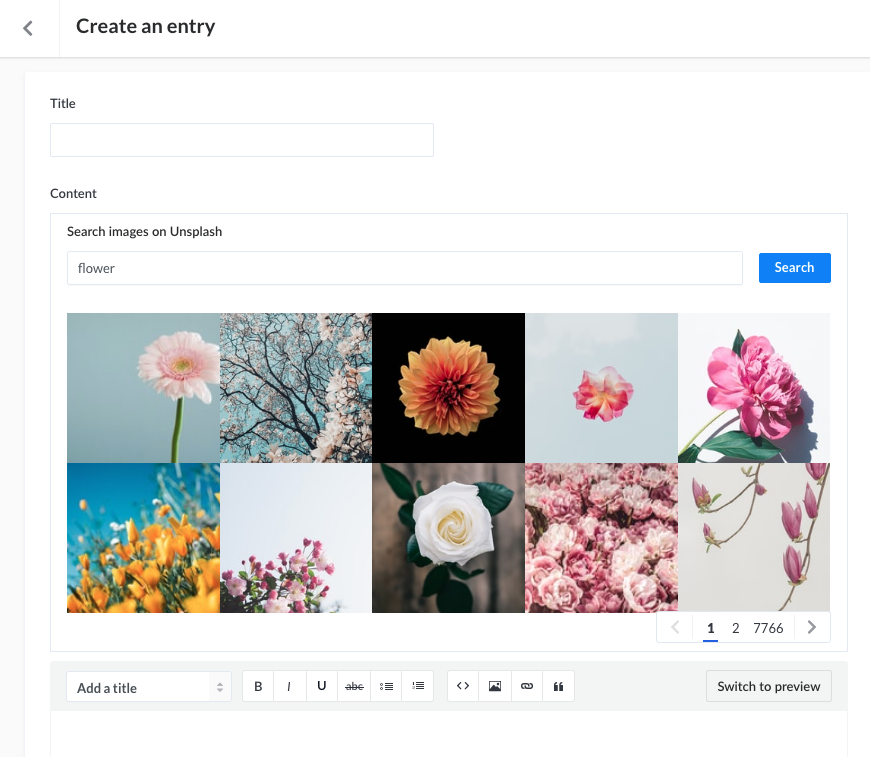 Create an entry
Title
Content
Search images on Unsplash
flower
Search
1 2 7766
Add a title B I U abc Switch to preview